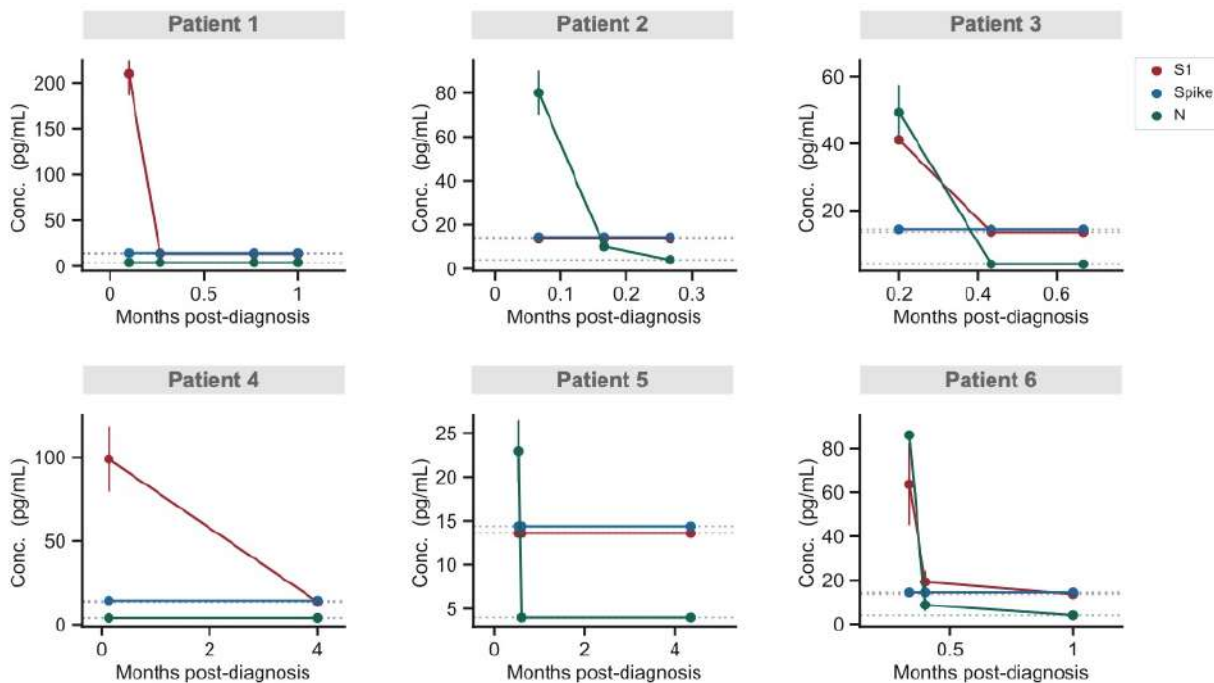 Patient 1
Patient 2
Patient 3
Conc. (pg/mL)
200
150
100
50
0
0
0.5
1
Months post-diagnosis
Conc. (pg/mL)
80
60
40
20
0
0
0.1
0.2
0.3
Months post-diagnosis
Conc. (pg/mL)
60
40
20
0.2
0.4
0.6
Months post-diagnosis
S1
Spike
N
Patient 4
Patient 5
Patient 6
Conc. (pg/mL)
100
50
0
0
2
4
Months post-diagnosis
Conc. (pg/mL)
25
20
15
10
5
0
2
4
Months post-diagnosis
Conc. (pg/mL)
80
60
40
20
0
0.5
1
Months post-diagnosis